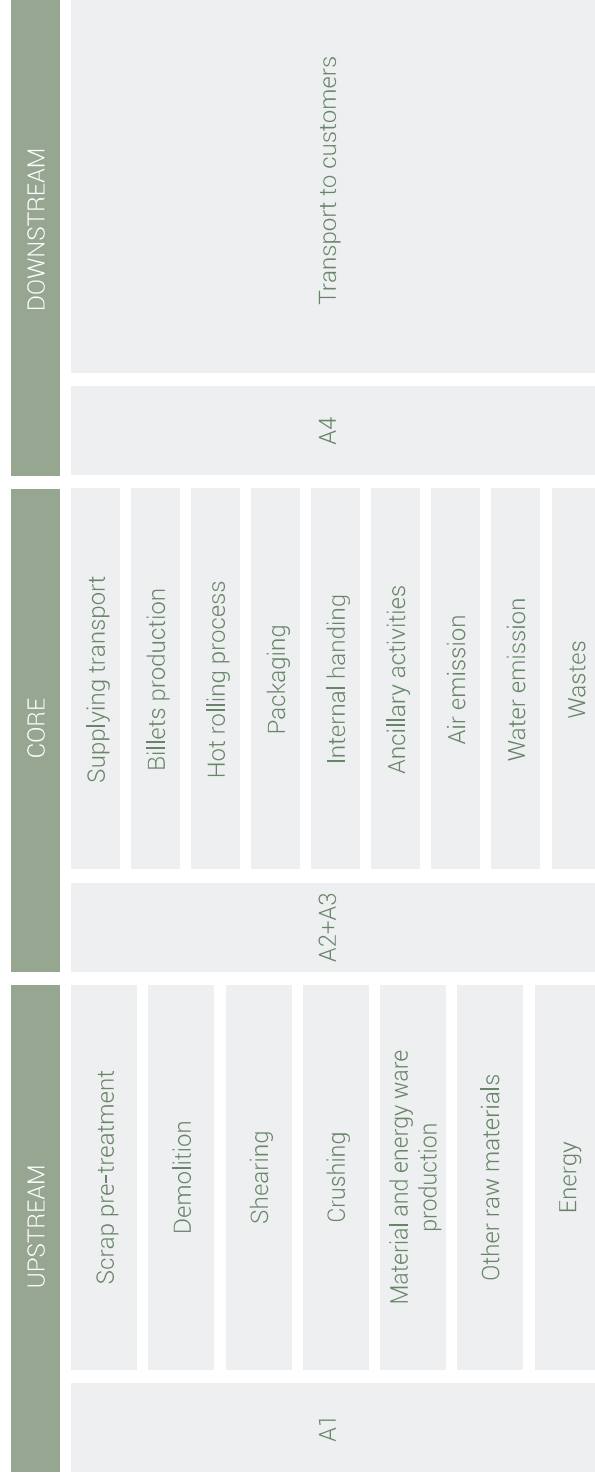 UPSTREAM
A1
Scrap pre-treatment
Demolition
Shearing
Crushing
Material and energy ware
production
Other raw materials
Energy
CORE
A2+A3
Supplying transport
Billets production
Hot rolling process
Packaging
Internal handing
Ancillary activities
Air emission
Water emission
Wastes
DOWNSTREAM
A4
Transport to customers